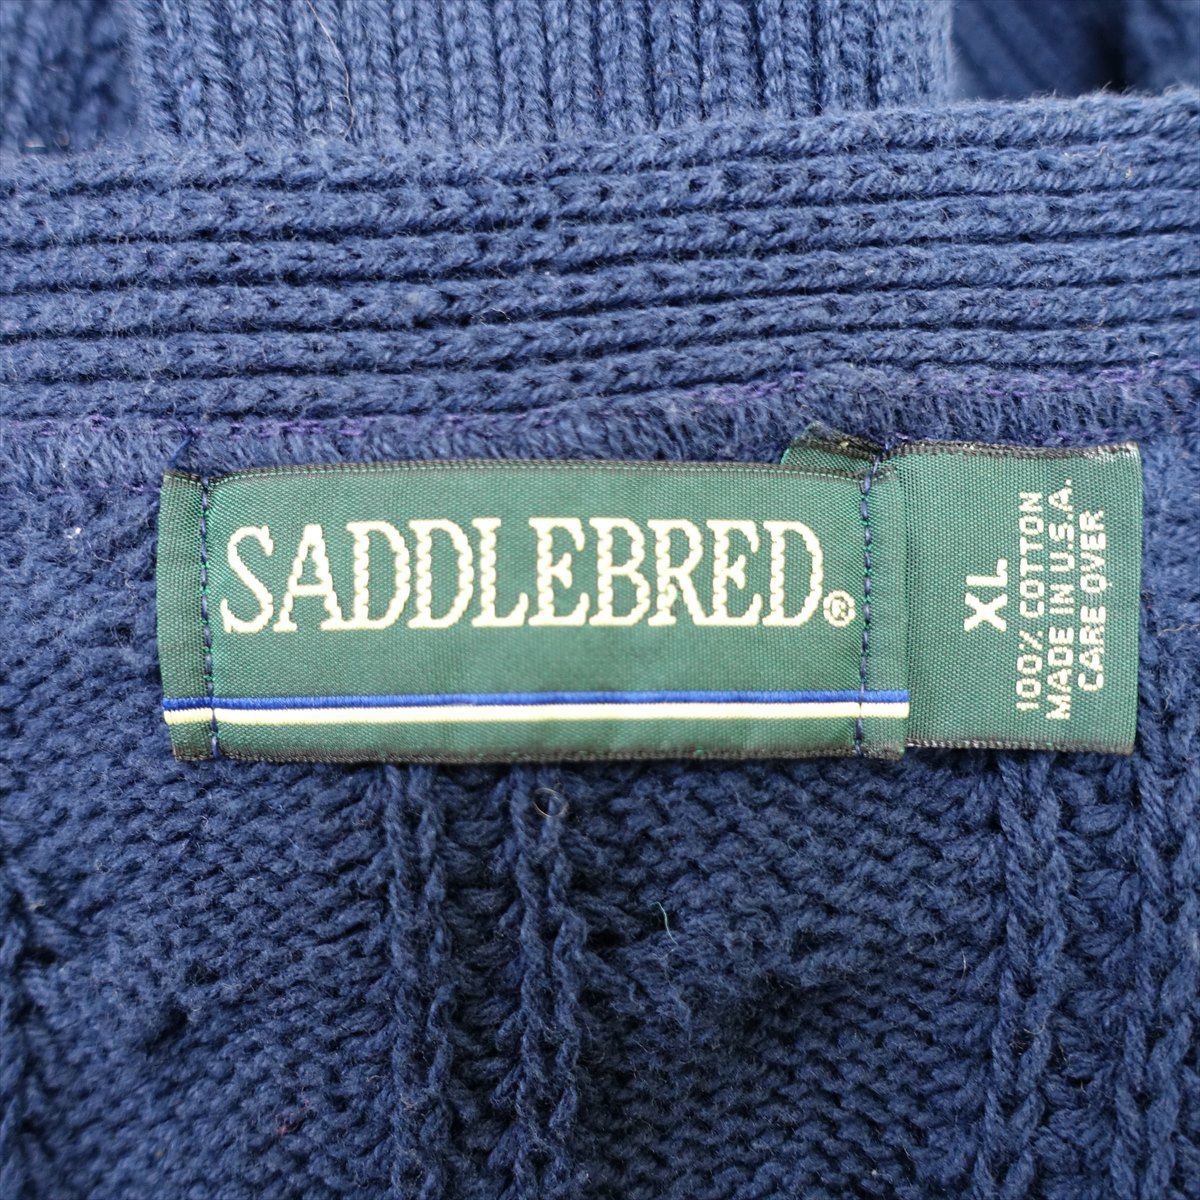 SADDLEBRED®
XL
100% COTTON
MADE IN U.S.A.
CARE OVER